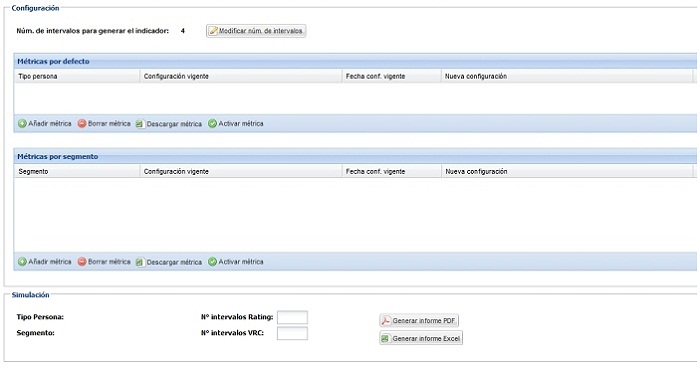 Configuración
Núm. de intervalos para generar el indicador: 4 Modificar núm. de intervalos
Métricas por defecto
Tipo persona Configuración vigente Fecha conf. vigente Nueva configuración
Añadir métrica Borrar métrica Descargar métrica Activar métrica
Métricas por segmento
Segmento Configuración vigente Fecha conf. vigente Nueva configuración
Añadir métrica Borrar métrica Descargar métrica Activar métrica
Simulación
Tipo Persona: Nº intervalos Rating: Generar informe PDF
Segmento: Nº intervalos VRC: Generar informe Excel